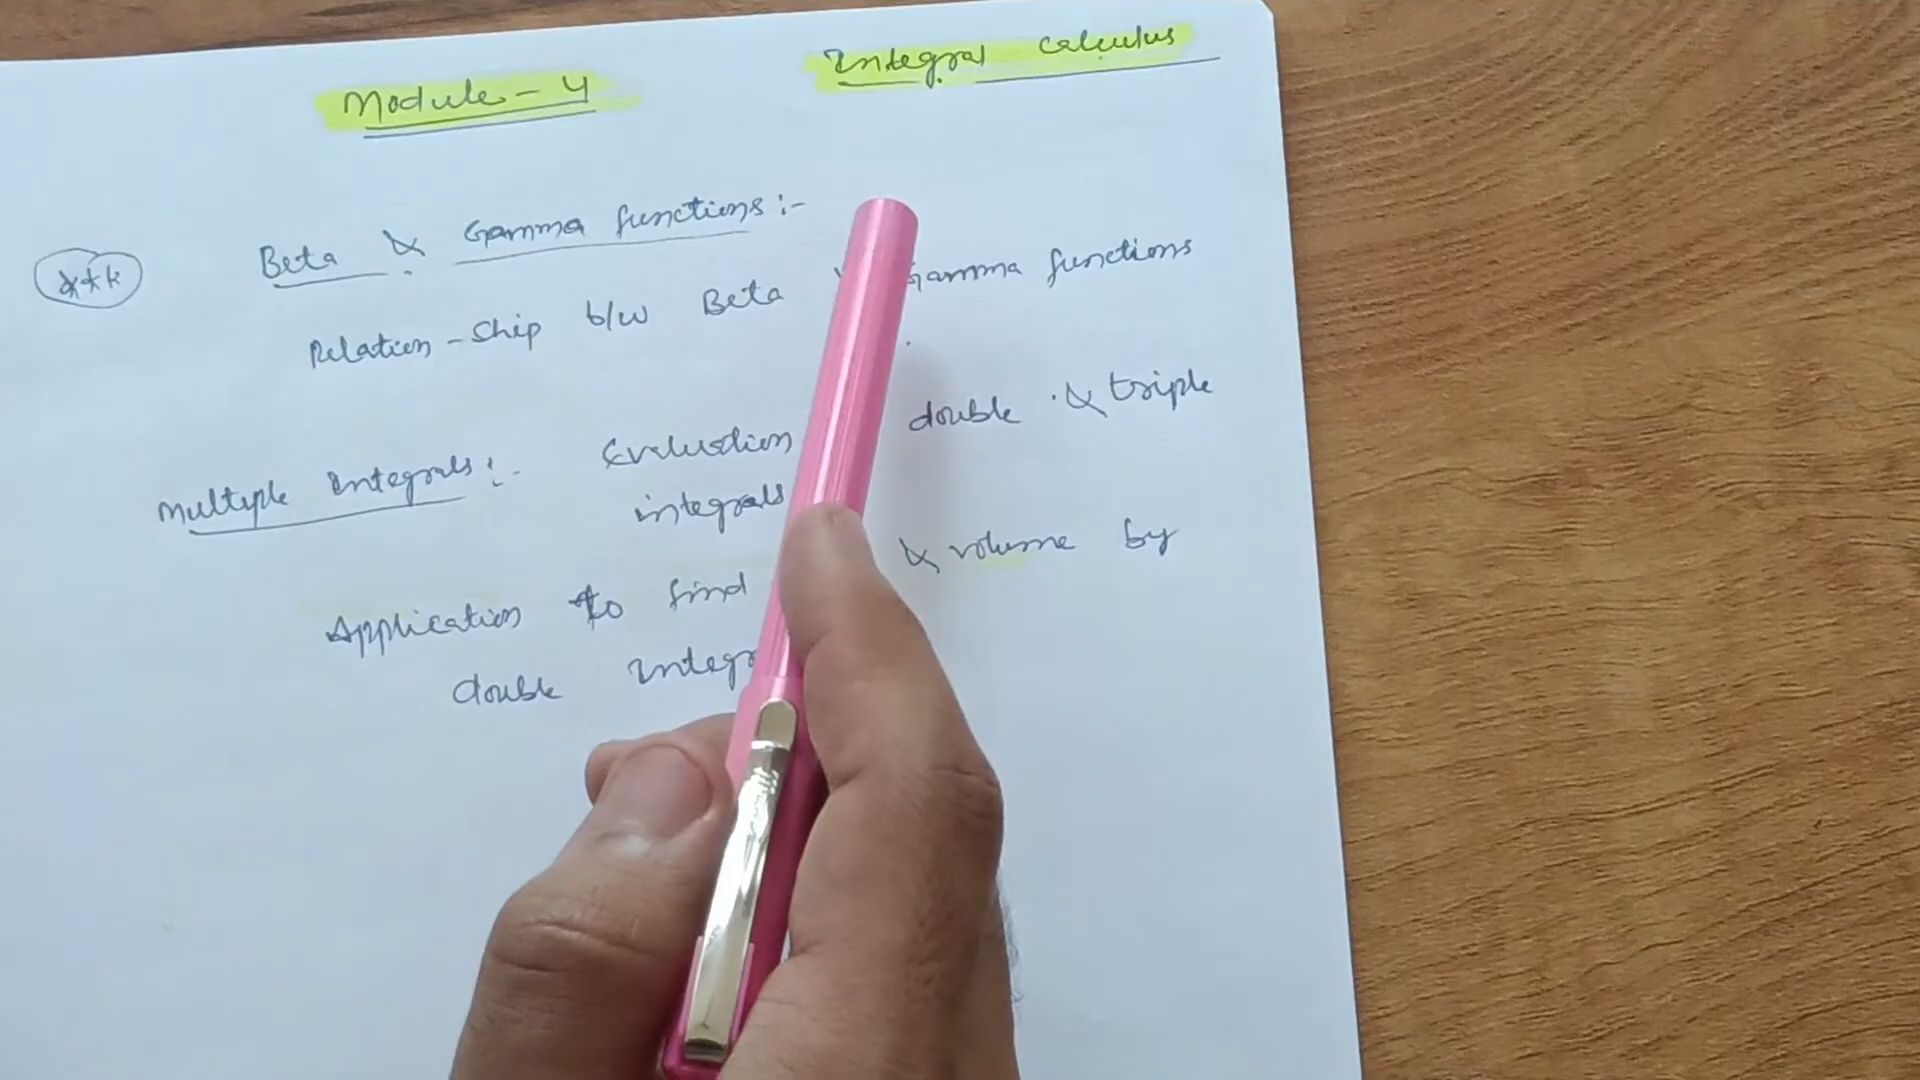 Module - 4 Integral calculus
*** Beta & Gamma functions :-
Relation - Ship b/w Beta Gamma functions
Multiple Integrals :- Evaluation double & triple
integrals
Application to find & volume by
double